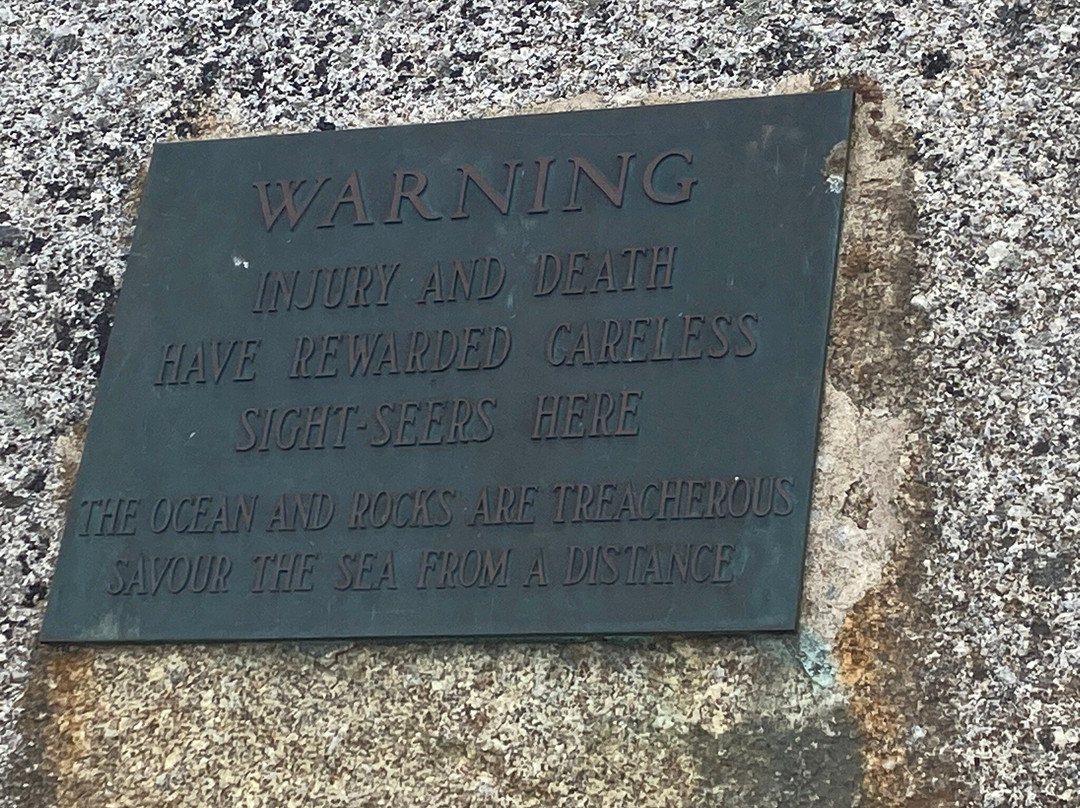 WARNING
INJURY AND DEATH
HAVE REWARDED CARELESS
SIGHT-SEERS HERE
THE OCEAN AND ROCKS ARE TREACHEROUS
SAVOUR THE SEA FROM A DISTANCE